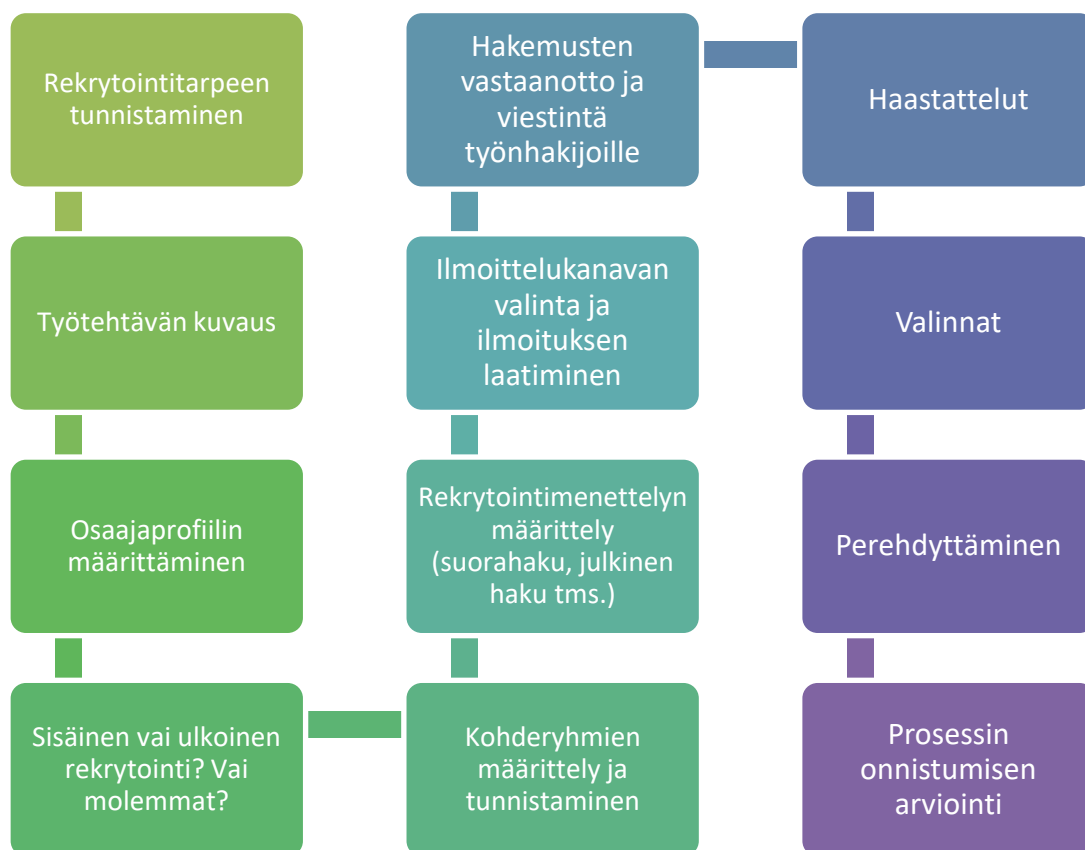 Rekrytointitarpeen
tunnistaminen
Työtehtävän kuvaus
Osaajaprofiilin
määrittäminen
Sisäinen vai ulkoinen
rekrytointi? Vai
molemmat?
Kohderyhmien
määrittely ja
tunnistaminen
Rekrytointimenettelyn
määrittely
(suorahaku, julkinen
haku tms.)
Ilmoittelukanavan
valinta ja
ilmoituksen
laatiminen
Hakemusten
vastaanotto ja
viestintä
työnhakijoille
Haastattelut
Valinnat
Perehdyttäminen
Prosessin
onnistumisen
arviointi